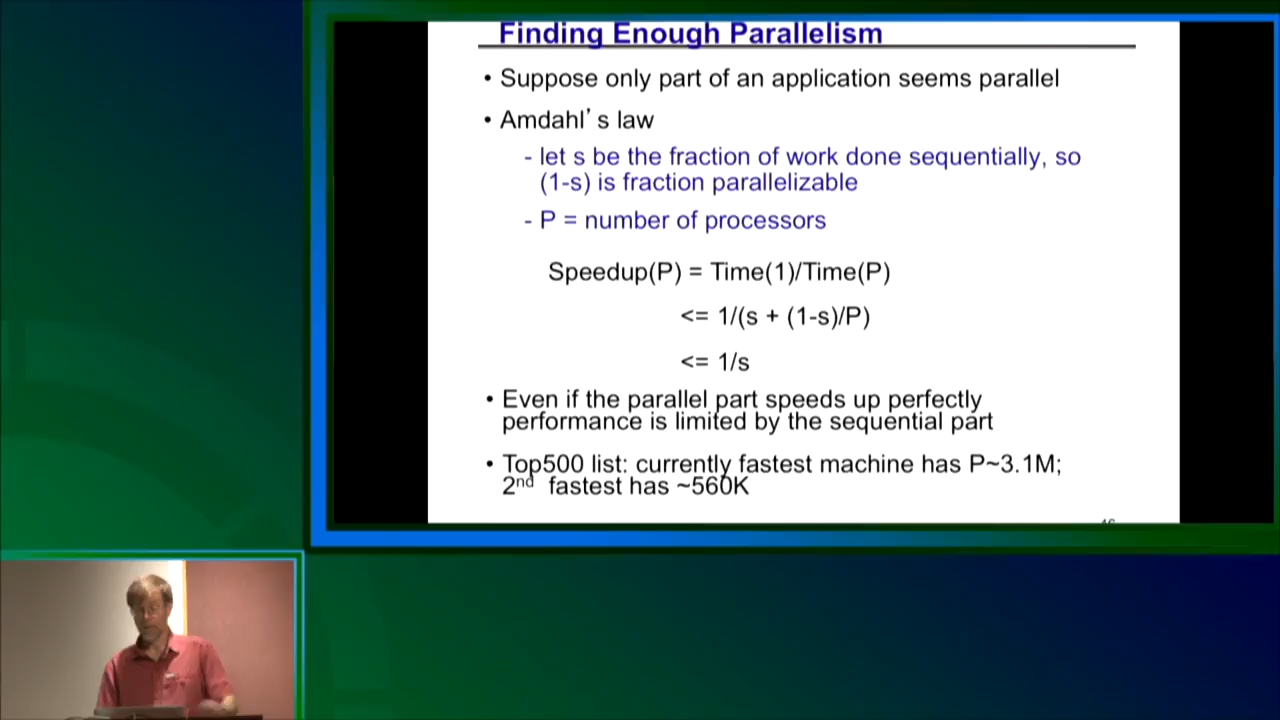 Finding Enough Parallelism
• Suppose only part of an application seems parallel
• Amdahl's law
- let s be the fraction of work done sequentially, so
(1-s) is fraction parallelizable
- P = number of processors
Speedup(P) = Time(1)/Time(P)
<= 1/(s + (1-s)/P)
<= 1/s
• Even if the parallel part speeds up perfectly
performance is limited by the sequential part
• Top500 list: currently fastest machine has P~3.1M;
2nd fastest has ~560K